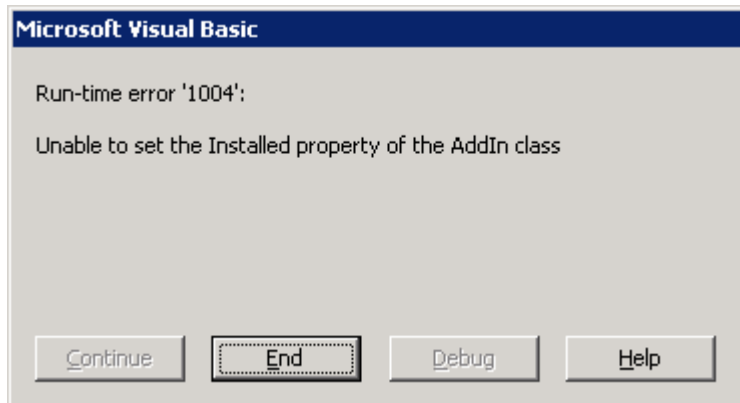 Microsoft Visual Basic
Run-time error '1004':
Unable to set the Installed property of the AddIn class
Continue End Debug Help